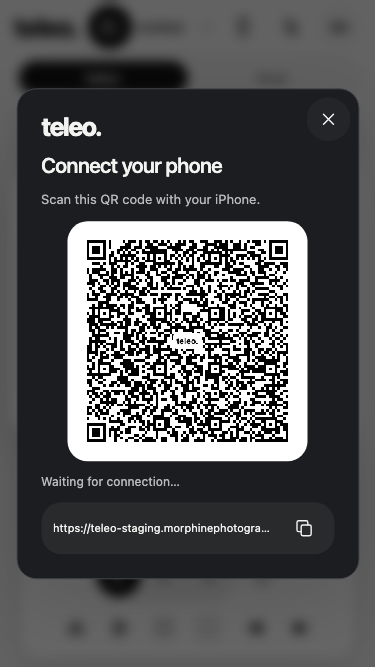 teleo.
Connect your phone
Scan this QR code with your iPhone.
teleo.
Waiting for connection...
https://teleo-staging.morphinephotogra...